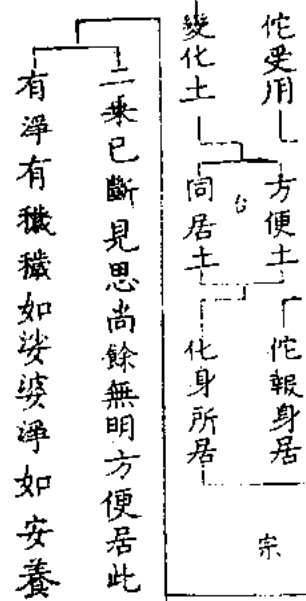 佗受用
方便土
佗報身居
變化土
同居土
化身所居
台
宗
二乘已斷見思尚餘無明方便居此
有淨有穢穢如娑婆淨如安養